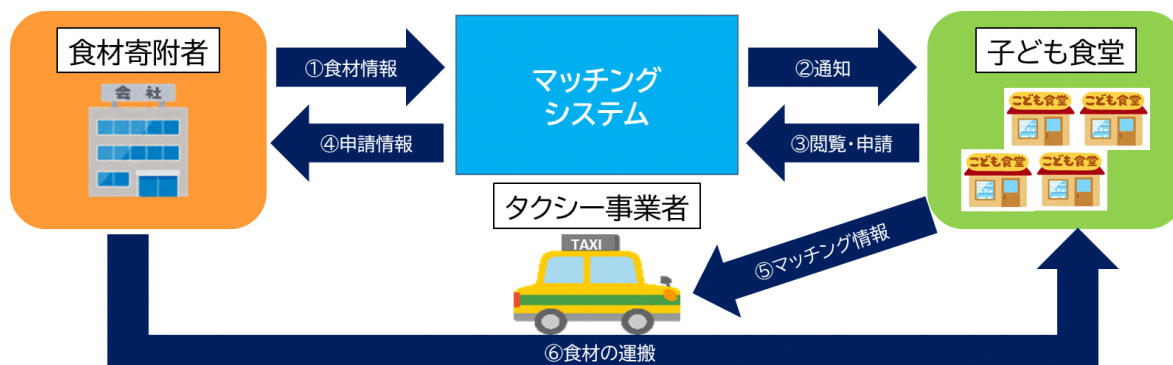 食材寄附者
会社
①食材情報
④申請情報
マッチング
システム
②通知
③閲覧・申請
子ども食堂
こども食堂
こども食堂
こども食堂
こども食堂
タクシー事業者
TAXI
⑤マッチング情報
⑥食材の運搬